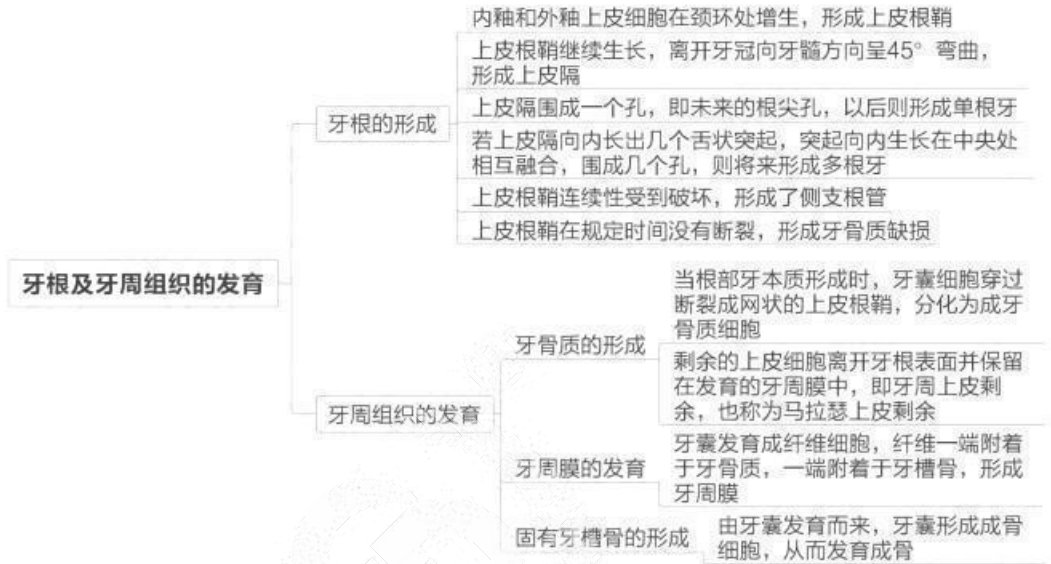 内釉和外釉上皮细胞在颈环处增生，形成上皮根鞘
上皮根鞘继续生长，离开牙冠向牙髓方向呈45°弯曲，
形成上皮隔
上皮隔围成一个孔，即未来的根尖孔，以后则形成单根牙
牙根的形成
若上皮隔向内长出几个舌状突起，突起向内生长在中央处
相互融合，围成几个孔，则将来形成多根牙
上皮根鞘连续性受到破坏，形成了侧支根管
上皮根鞘在规定时间没有断裂，形成牙骨质缺损
牙根及牙周组织的发育
当根部牙本质形成时，牙囊细胞穿过
断裂成网状的上皮根鞘，分化为成牙
骨质细胞
牙骨质的形成
剩余的上皮细胞离开牙根表面并保留
在发育的牙周膜中，即牙周上皮剩
余，也称为马拉瑟上皮剩余
牙周组织的发育
牙囊发育成纤维细胞，纤维一端附着
于牙骨质，一端附着于牙槽骨，形成
牙周膜
牙周膜的发育
固有牙槽骨的形成
由牙囊发育而来，牙囊形成成骨
细胞，从而发育成骨